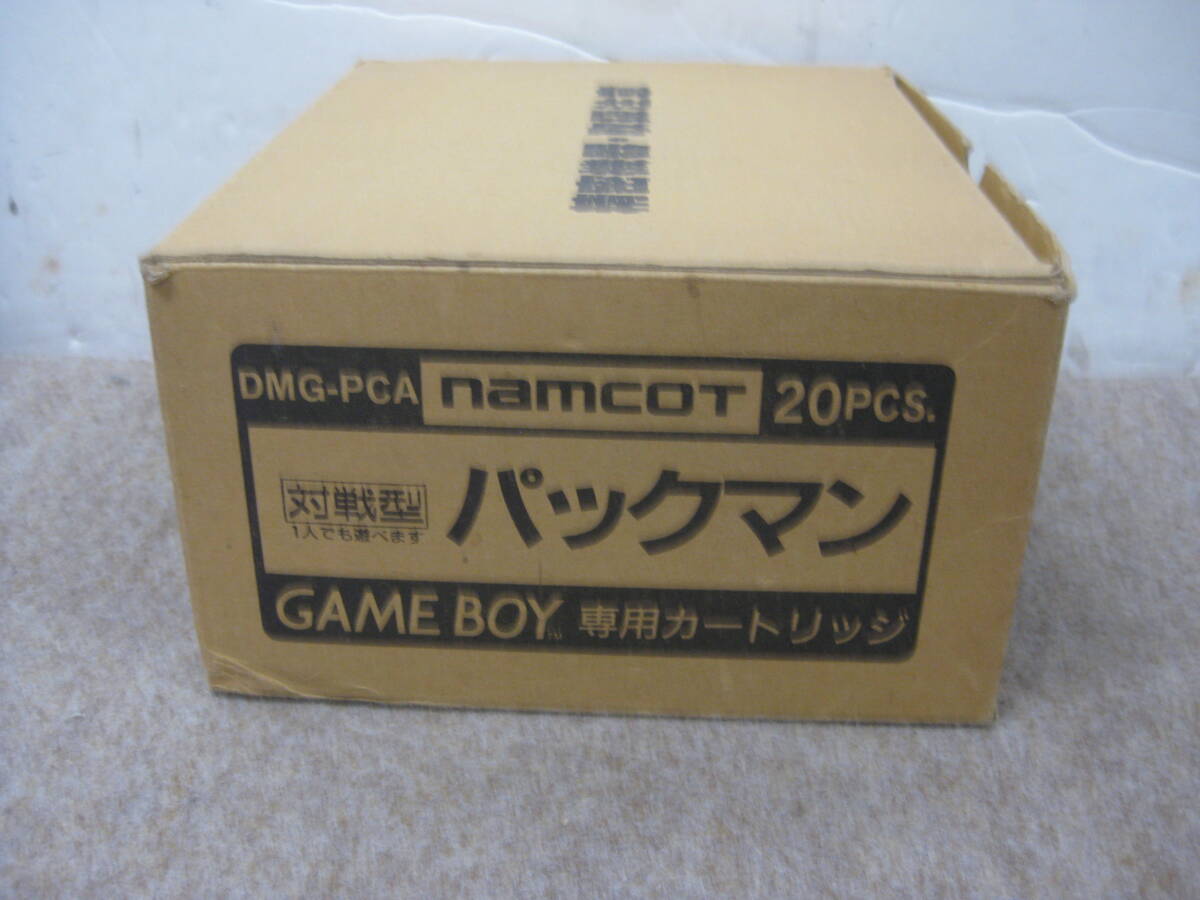 DMG-PCA namcot 20PCS.
対戦型 パックマン
1人でも遊べます
GAME BOY TM 専用カートリッジ